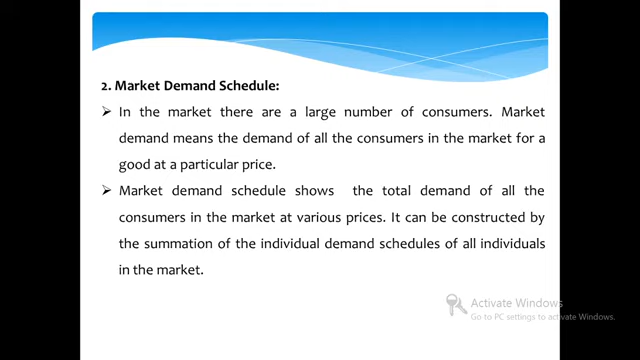 2. Market Demand Schedule:
➢ In the market there are a large number of consumers. Market
demand means the demand of all the consumers in the market for a
good at a particular price.
➢ Market demand schedule shows the total demand of all the
consumers in the market at various prices. It can be constructed by
the summation of the individual demand schedules of all individuals
in the market.
Activate Windows
Go to PC settings to activate Windows.